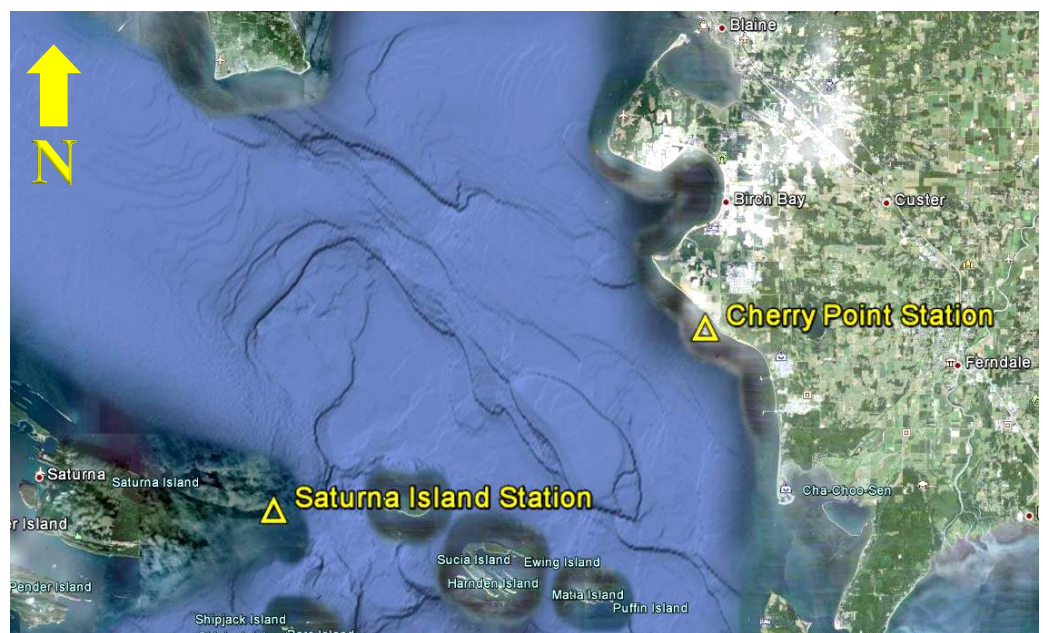 Blaine
N
Birch Bay
Custer
Cherry Point Station
Ferndale
Saturna
Saturna Island
Saturna Island Station
Cha-Choo-Sen
er Island
Sucia Island
Ewing Island
Harnden Island
Pender Island
Matia Island
Puffin Island
Shipjack Island